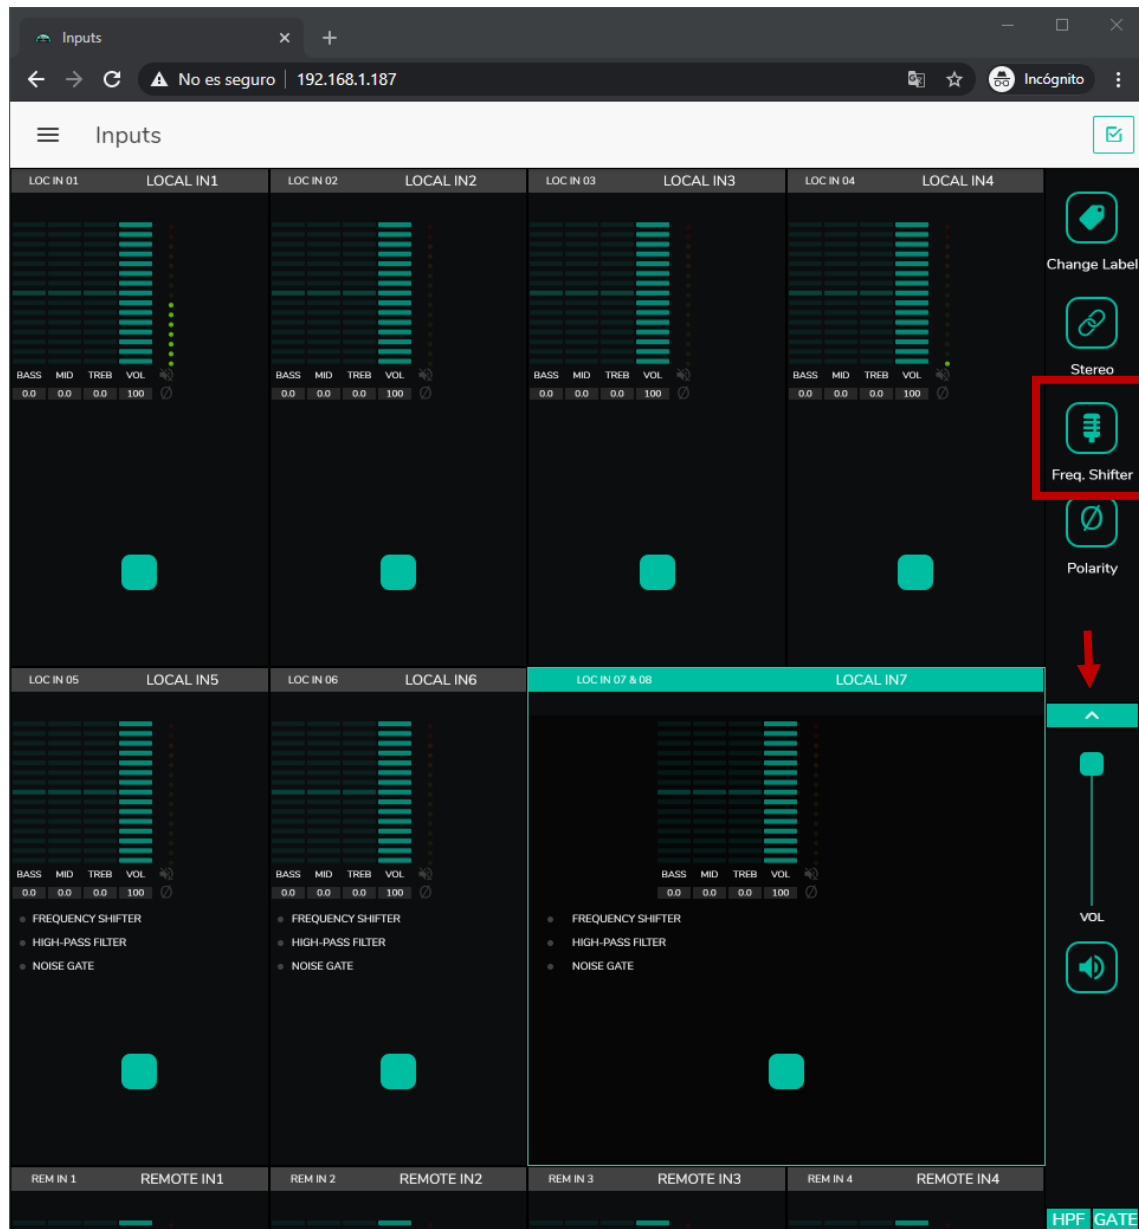 Inputs
No es seguro 192.168.1.187 Incógnito
Inputs
LOC IN 01 LOCAL IN1 LOC IN 02 LOCAL IN2 LOC IN 03 LOCAL IN3 LOC IN 04 LOCAL IN4
Change Label
Stereo
BASS MID TREB VOL BASS MID TREB VOL BASS MID TREB VOL BASS MID TREB VOL
0.0 0.0 0.0 100 0.0 0.0 0.0 100 0.0 0.0 0.0 100 0.0 0.0 0.0 100
Freq. Shifter
Polarity
LOC IN 05 LOCAL IN5 LOC IN 06 LOCAL IN6 LOC IN 07 & 08 LOCAL IN7
BASS MID TREB VOL BASS MID TREB VOL BASS MID TREB VOL
0.0 0.0 0.0 100 0.0 0.0 0.0 100 0.0 0.0 0.0 100
FREQUENCY SHIFTER FREQUENCY SHIFTER FREQUENCY SHIFTER VOL
HIGH-PASS FILTER HIGH-PASS FILTER HIGH-PASS FILTER
NOISE GATE NOISE GATE NOISE GATE
REM IN 1 REMOTE IN1 REM IN 2 REMOTE IN2 REM IN 3 REMOTE IN3 REM IN 4 REMOTE IN4
HPF GATE